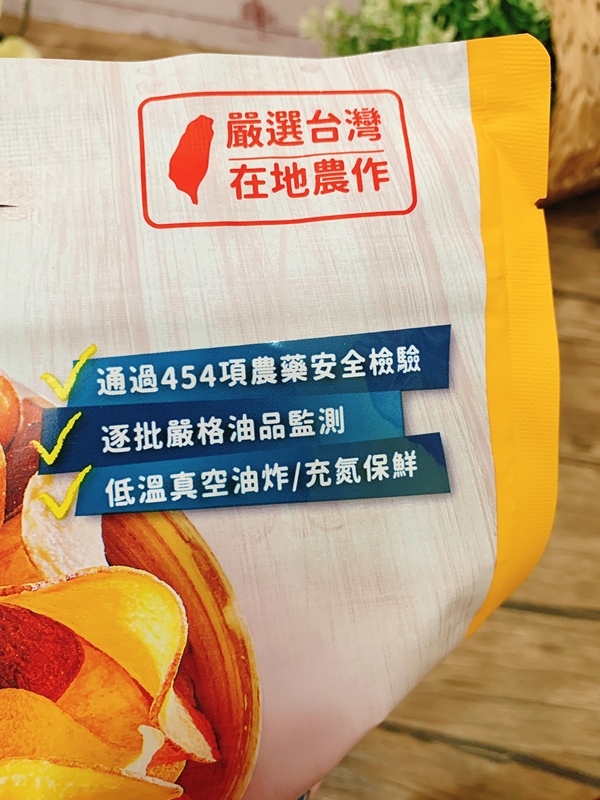 嚴選台灣
在地農作
通過454項農藥安全檢驗
逐批嚴格油品監測
低溫真空油炸/充氮保鮮